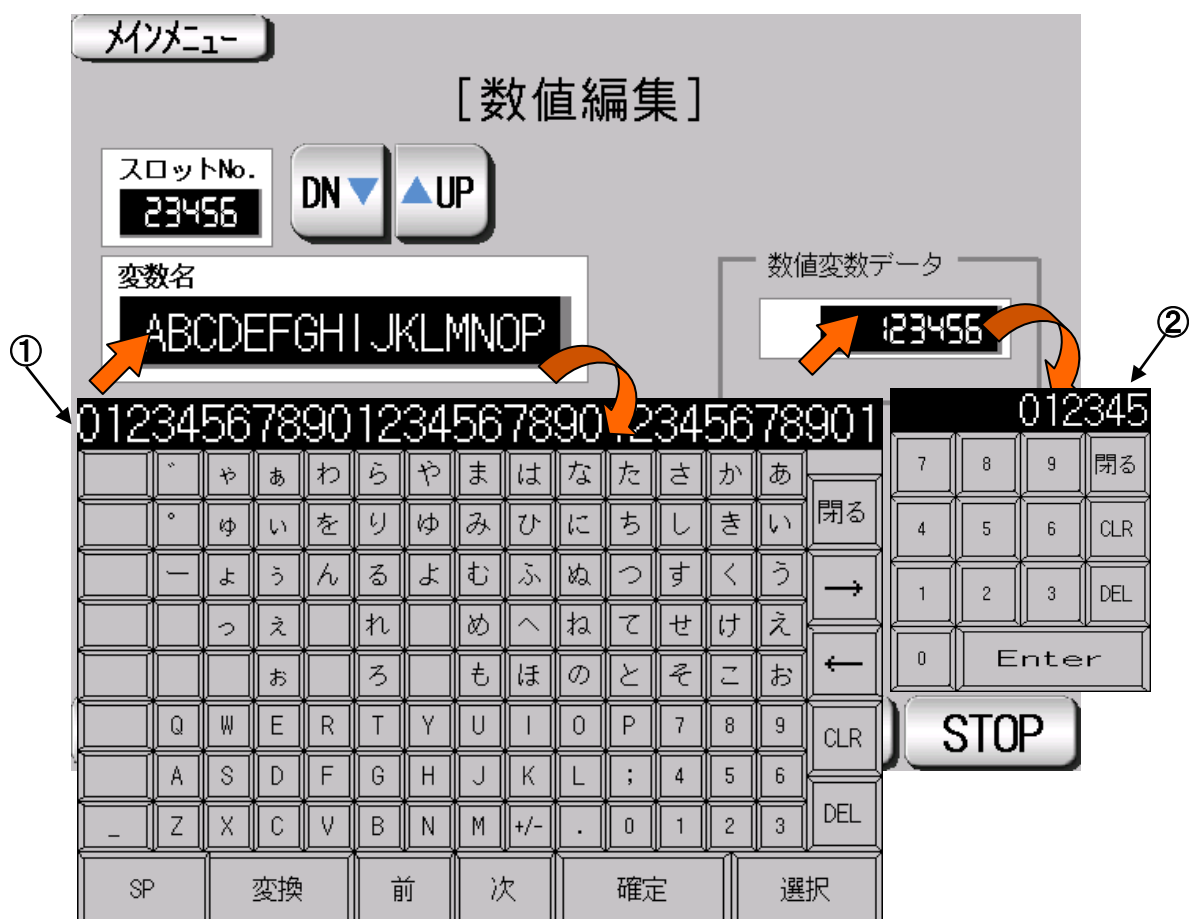 メインメニュー
[数値編集]
スロットNo.
23456
DN▼
▲UP
変数名
ABCDEFGHIJKLMNOP
数値変数データ
123456
①
②
01234567890123456789012345678901
゛ ゃ ぁ わ ら や ま は な た さ か あ
閉る
゜ ゅ ぃ を り ゆ み ひ に ち し き い
ー ょ ぅ ん る よ む ふ ぬ つ す く う
→
っ ぇ れ め へ ね て せ け え
←
ぉ ろ も ほ の と そ こ お
Q W E R T Y U I O P 7 8 9
CLR
A S D F G H J K L ; 4 5 6
_ Z X C V B N M +/- . 0 1 2 3
DEL
SP 変換 前 次 確定 選択
012345
7 8 9 閉る
4 5 6 CLR
1 2 3 DEL
0 Enter
STOP